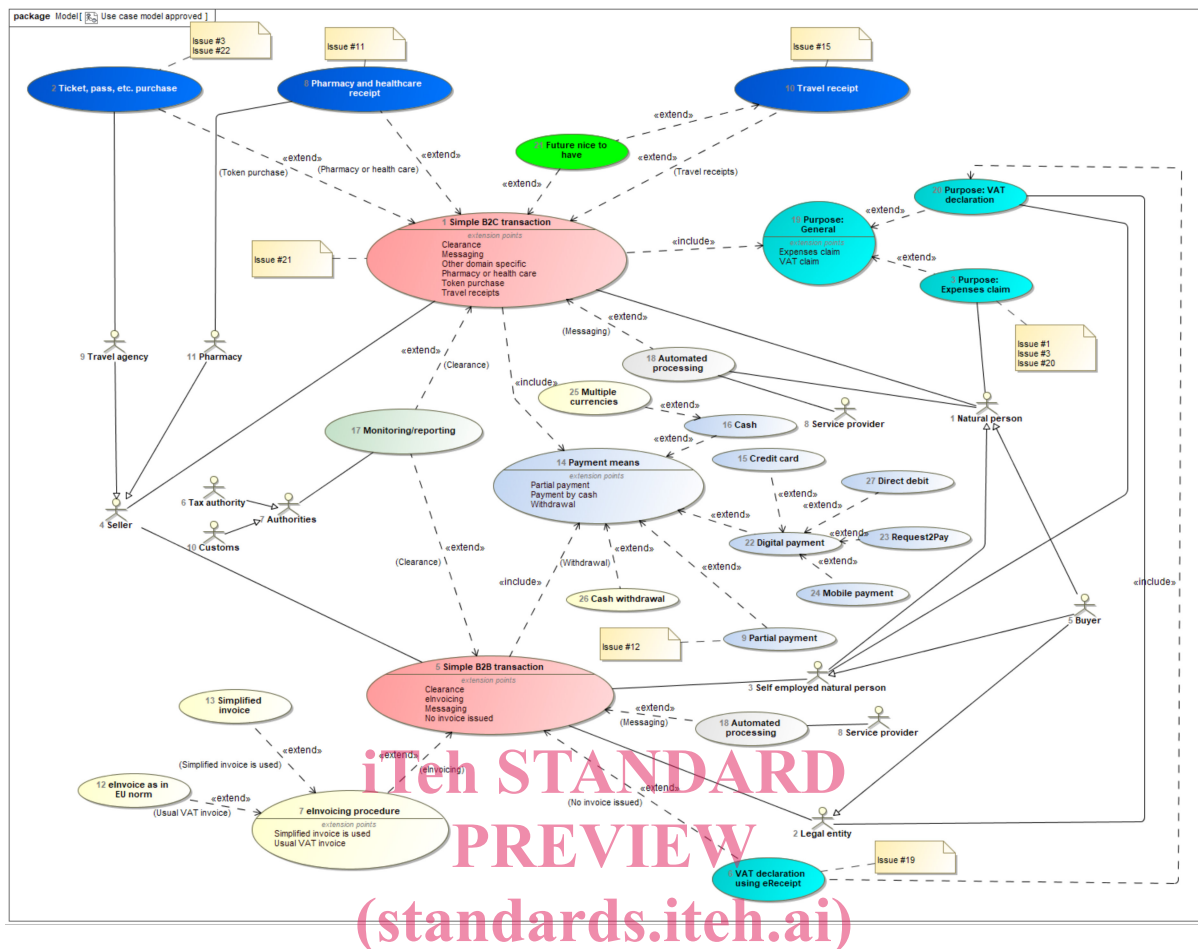 package Model[ Use case model approved ]
Issue #3
Issue #22
Issue #11
Issue #15
2 Ticket, pass, etc. purchase
8 Pharmacy and healthcare
receipt
10 Travel receipt
«extend»
21 Future nice to
have
«extend»
(Token purchase)
«extend»
(Pharmacy or health care)
«extend»
«extend»
(Travel receipts)
20 Purpose: VAT
declaration
1 Simple B2C transaction
extension points
Clearance
Messaging
Other domain specific
Pharmacy or health care
Token purchase
Travel receipts
Issue #21
«include»
19 Purpose:
General
extension points
Expenses claim
VAT claim
«extend»
«extend»
Purpose:
Expenses claim
Issue #1
Issue #3
Issue #20
«extend»
(Messaging)
9 Travel agency
11 Pharmacy
«extend»
(Clearance)
18 Automated
processing
«include»
25 Multiple
currencies
«extend»
8 Service provider
1 Natural person
16 Cash
17 Monitoring/reporting
«extend»
14 Payment means
extension points
Partial payment
Payment by cash
Withdrawal
15 Credit card
27 Direct debit
6 Tax authority
4 Seller
7 Authorities
10 Customs
«extend»
«extend»
«extend»
«extend»
22 Digital payment
23 Request2Pay
«extend»
(Clearance)
«extend»
(Withdrawal)
«extend»
«extend»
«extend»
«include»
«include»
24 Mobile payment
26 Cash withdrawal
5 Buyer
Issue #12
9 Partial payment
5 Simple B2B transaction
extension points
Clearance
eInvoicing
Messaging
No invoice issued
3 Self employed natural person
13 Simplified
invoice
«extend»
(Messaging)
18 Automated
processing
8 Service provider
«extend»
(Simplified invoice is used)
«extend»
(eInvoicing)
iTeh STANDARD
12 eInvoice as in
EU norm
«extend»
(Usual VAT invoice)
«extend»
(No invoice issued)
7 eInvoicing procedure
extension points
Simplified invoice is used
Usual VAT invoice
2 Legal entity
PREVIEW
Issue #19
VAT declaration
using eReceipt
(standards.iteh.ai)